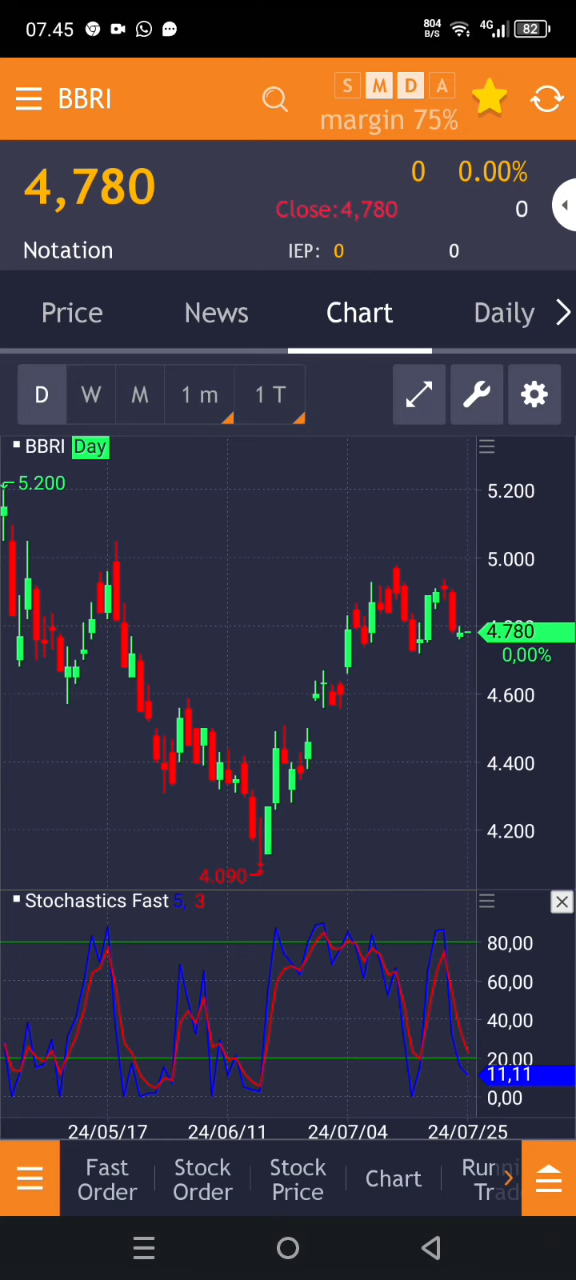 07.45 804 B/S 4G 82
BBRI S M D A
margin 75%
4,780 0 0.00%
Close:4,780 0
Notation IEP: 0 0
Price News Chart Daily
D W M 1 m 1 T
BBRI Day
5.200
5.200
5.000
4.780
0,00%
4.600
4.400
4.200
4.090
Stochastics Fast 5, 3
80,00
60,00
40,00
20,00
11,11
0,00
24/05/17 24/06/11 24/07/04 24/07/25
Fast Order Stock Order Stock Price Chart